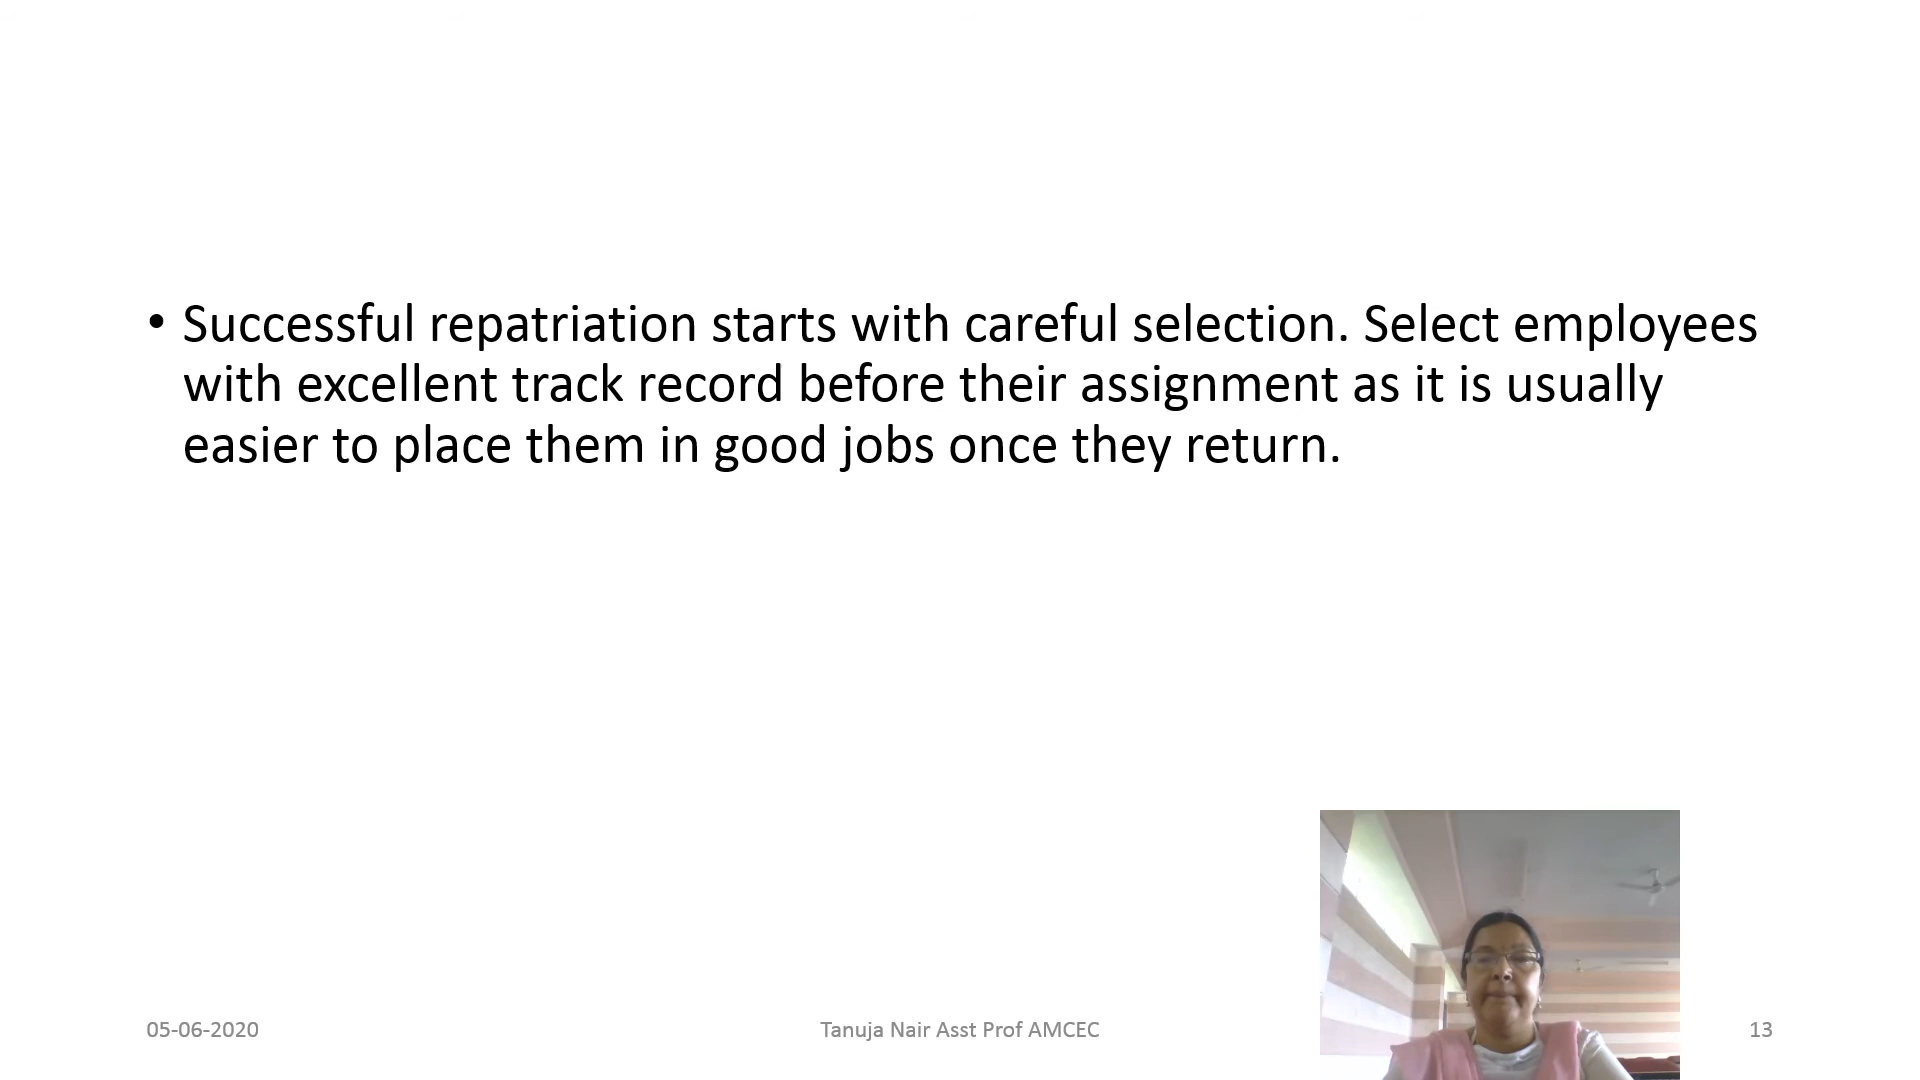 • Successful repatriation starts with careful selection. Select employees
with excellent track record before their assignment as it is usually
easier to place them in good jobs once they return.
05-06-2020
Tanuja Nair Asst Prof AMCEC
13